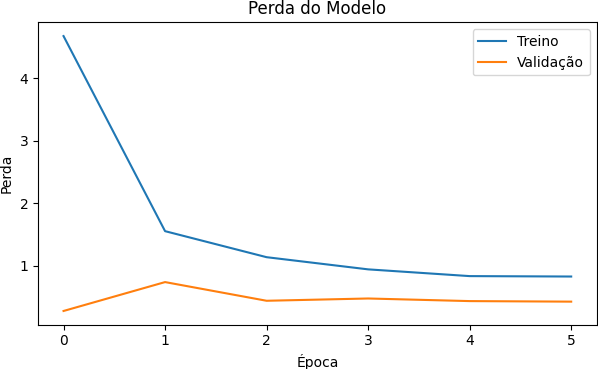 Perda do Modelo
Treino
Validação
Perda
4
3
2
1
0 1 2 3 4 5
Época